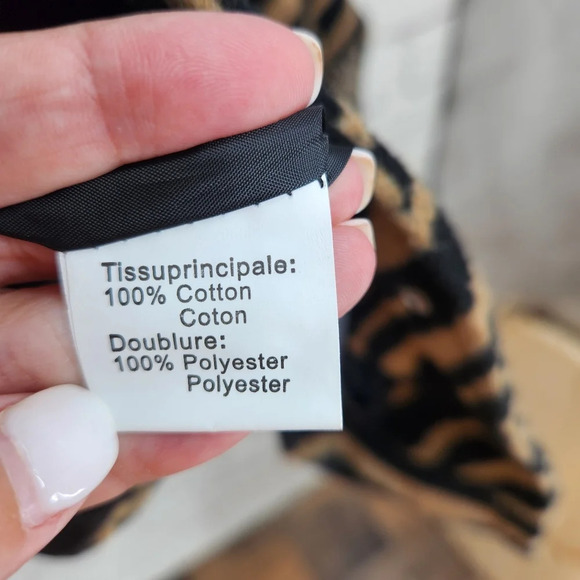 Tissuprincipale:
100% Cotton
Coton
Doublure:
100% Polyester
Polyester